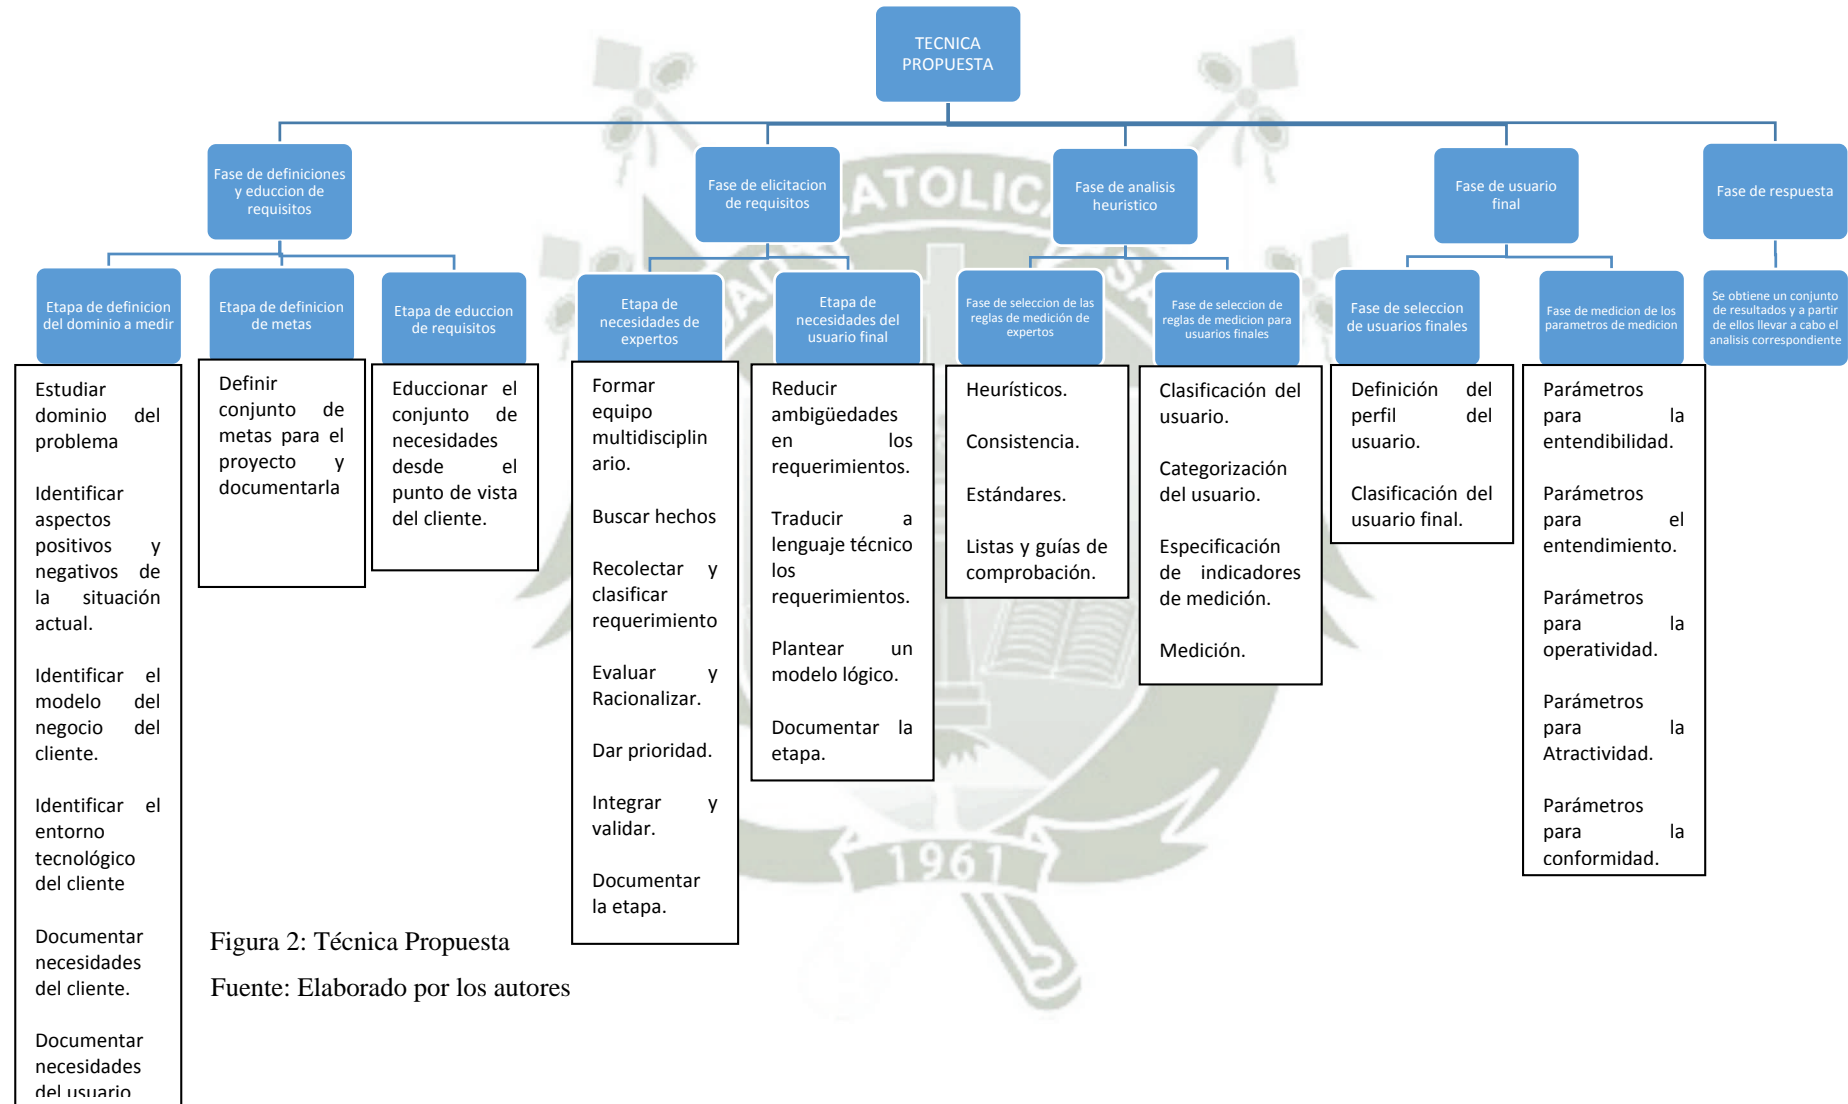 TECNICA
PROPUESTA
Fase de definiciones
y educcion de
requisitos
Fase de elicitacion
de requisitos
Fase de analisis
heuristico
Fase de usuario
final
Fase de respuesta
Etapa de definicion
del dominio a medir
Etapa de definicion
de metas
Etapa de educcion
de requisitos
Etapa de
necesidades de
expertos
Etapa de
necesidades del
usuario final
Fase de seleccion de las
reglas de medición de
expertos
Fase de seleccion de
reglas de medicion para
usuarios finales
Fase de seleccion
de usuarios finales
Fase de medicion de los
parametros de medicion
Se obtiene un conjunto
de resultados y a partir
de ellos llevar a cabo el
analisis correspondiente
Estudiar
dominio del
problema
Identificar
aspectos
positivos y
negativos de
la situación
actual.
Identificar el
modelo del
negocio del
cliente.
Identificar el
entorno
tecnológico
del cliente
Documentar
necesidades
del cliente.
Documentar
necesidades
del usuario
Definir
conjunto de
metas para el
proyecto y
documentarla
Educcionar el
conjunto de
necesidades
desde el
punto de vista
del cliente.
Formar
equipo
multidisciplin
ario.
Buscar hechos
Recolectar y
clasificar
requerimiento
Evaluar y
Racionalizar.
Dar prioridad.
Integrar y
validar.
Documentar
la etapa.
Reducir
ambigüedades
en los
requerimientos.
Traducir a
lenguaje técnico
los
requerimientos.
Plantear un
modelo lógico.
Documentar la
etapa.
Heurísticos.
Consistencia.
Estándares.
Listas y guías de
comprobación.
Clasificación del
usuario.
Categorización
del usuario.
Especificación
de indicadores
de medición.
Medición.
Definición del
perfil del
usuario.
Clasificación del
usuario final.
Parámetros
para la
entendibilidad.
Parámetros
para el
entendimiento.
Parámetros
para la
operatividad.
Parámetros
para la
Atractividad.
Parámetros
para la
conformidad.
Figura 2: Técnica Propuesta
Fuente: Elaborado por los autores
1961